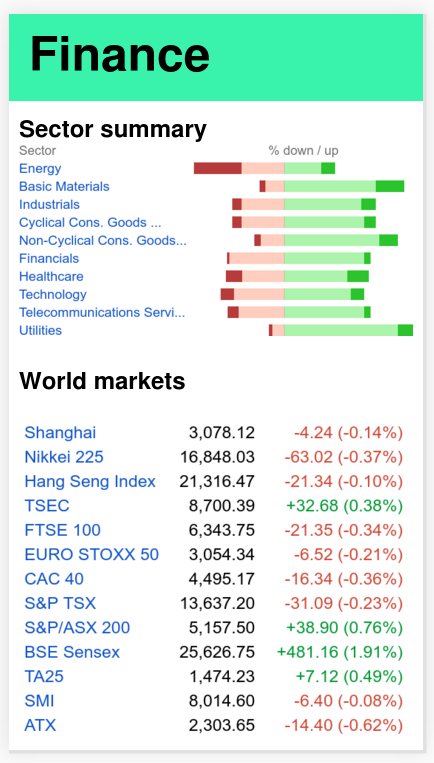 Finance
Sector summary
Sector % down / up
Energy
Basic Materials
Industrials
Cyclical Cons. Goods ...
Non-Cyclical Cons. Goods...
Financials
Healthcare
Technology
Telecommunications Servi...
Utilities
World markets
Shanghai 3,078.12 -4.24 (-0.14%)
Nikkei 225 16,848.03 -63.02 (-0.37%)
Hang Seng Index 21,316.47 -21.34 (-0.10%)
TSEC 8,700.39 +32.68 (0.38%)
FTSE 100 6,343.75 -21.35 (-0.34%)
EURO STOXX 50 3,054.34 -6.52 (-0.21%)
CAC 40 4,495.17 -16.34 (-0.36%)
S&P TSX 13,637.20 -31.09 (-0.23%)
S&P/ASX 200 5,157.50 +38.90 (0.76%)
BSE Sensex 25,626.75 +481.16 (1.91%)
TA25 1,474.23 +7.12 (0.49%)
SMI 8,014.60 -6.40 (-0.08%)
ATX 2,303.65 -14.40 (-0.62%)